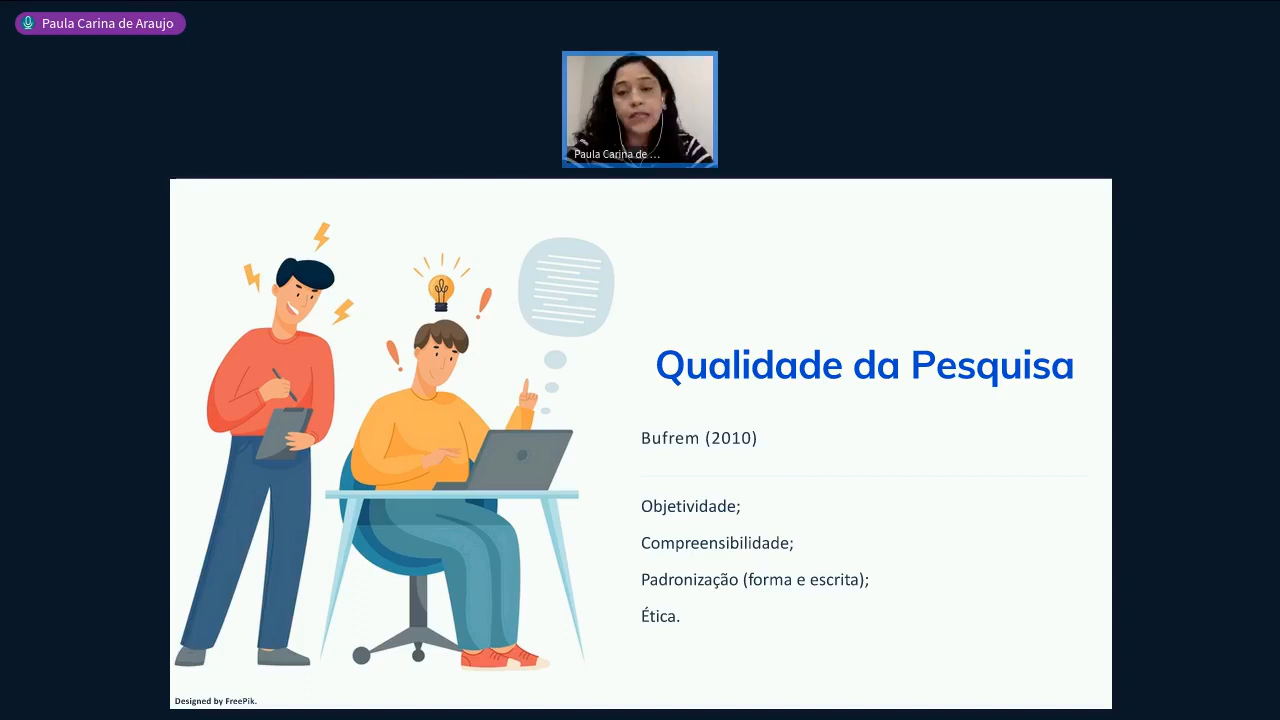 Paula Carina de Araujo
Paula Carina de ...
Qualidade da Pesquisa
Bufrem (2010)
Objetividade;
Compreensibilidade;
Padronização (forma e escrita);
Ética.
Designed by FreePik.